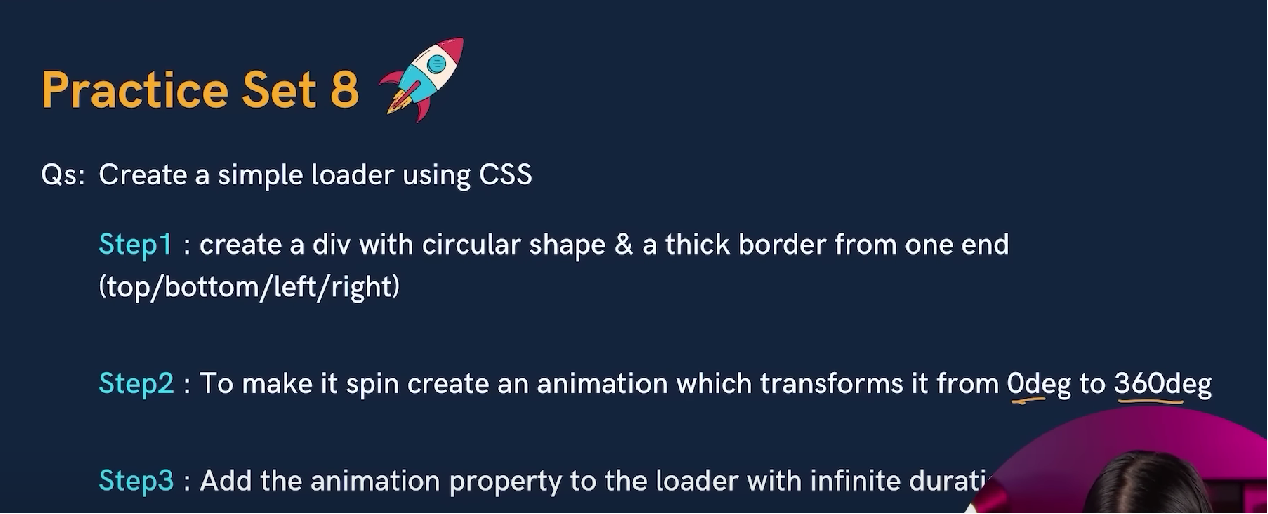 Practice Set 8
Qs: Create a simple loader using CSS
Step1 : create a div with circular shape & a thick border from one end
(top/bottom/left/right)
Step2 : To make it spin create an animation which transforms it from 0deg to 360deg
Step3 : Add the animation property to the loader with infinite